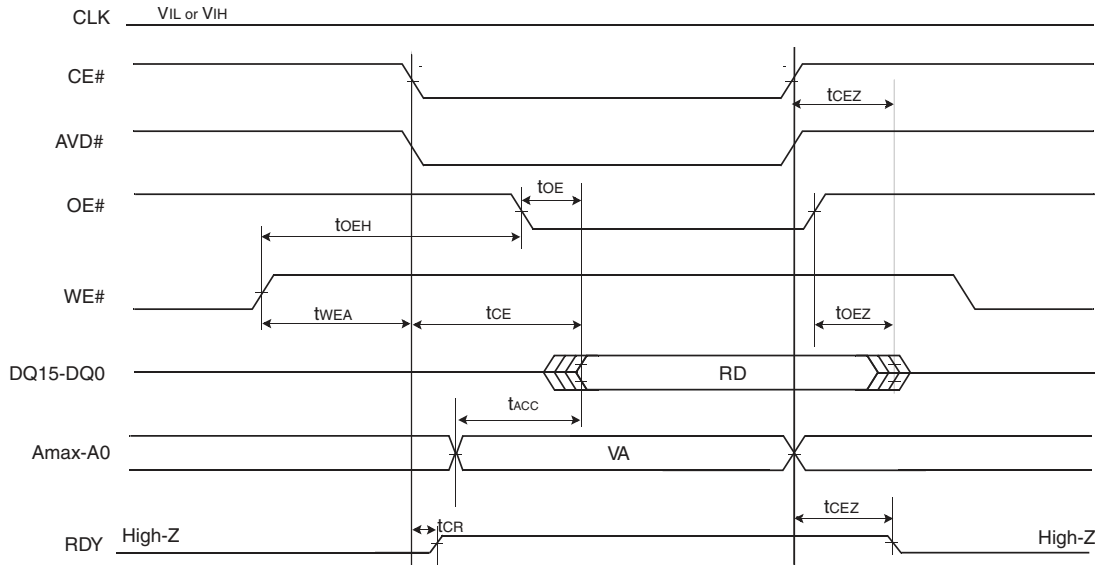 CLK VIL or VIH
CE#
tCEZ
AVD#
OE# tOE
tOEH
WE#
tWEA tCE tOEZ
DQ15-DQ0 RD
tACC
Amax-A0 VA
tCEZ
RDY High-Z tCR High-Z